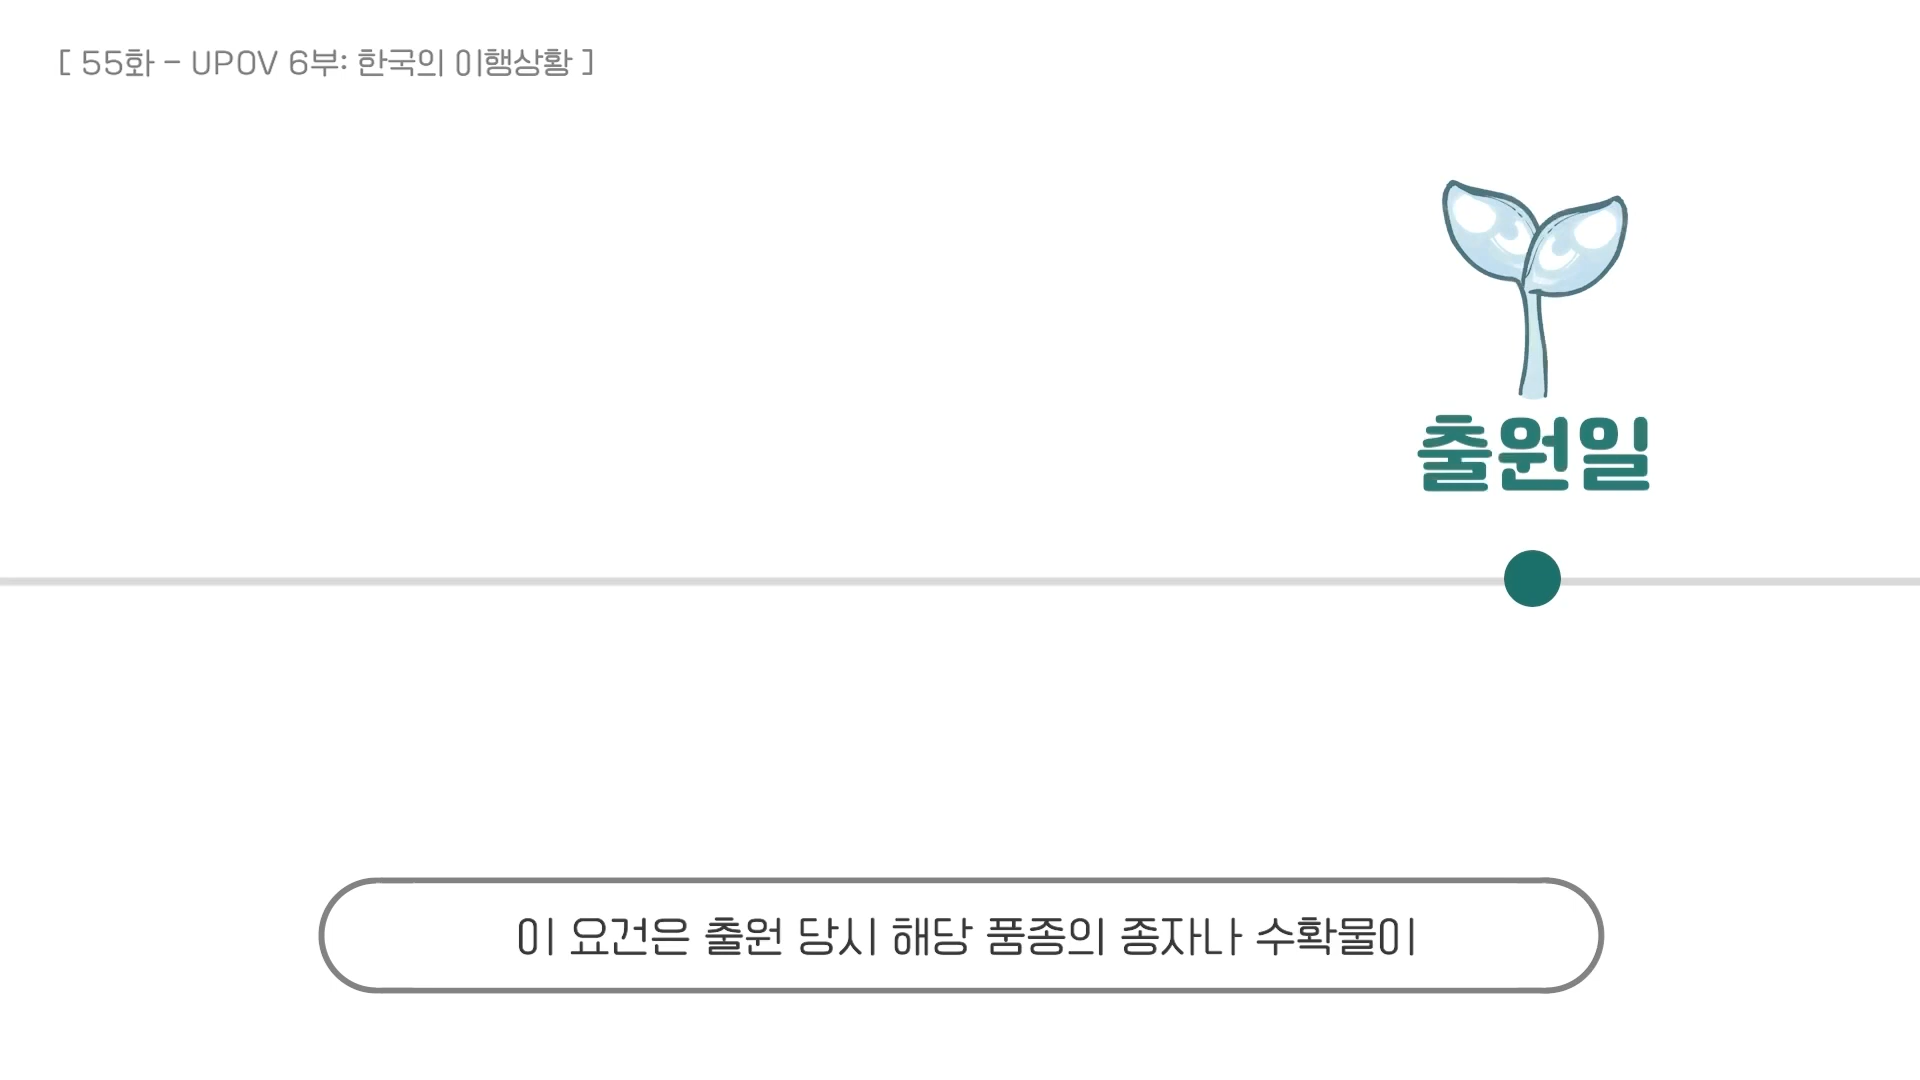 [ 55화 - UPOV 6부: 한국의 이행상황 ]
출원일
이 요건은 출원 당시 해당 품종의 종자나 수확물이